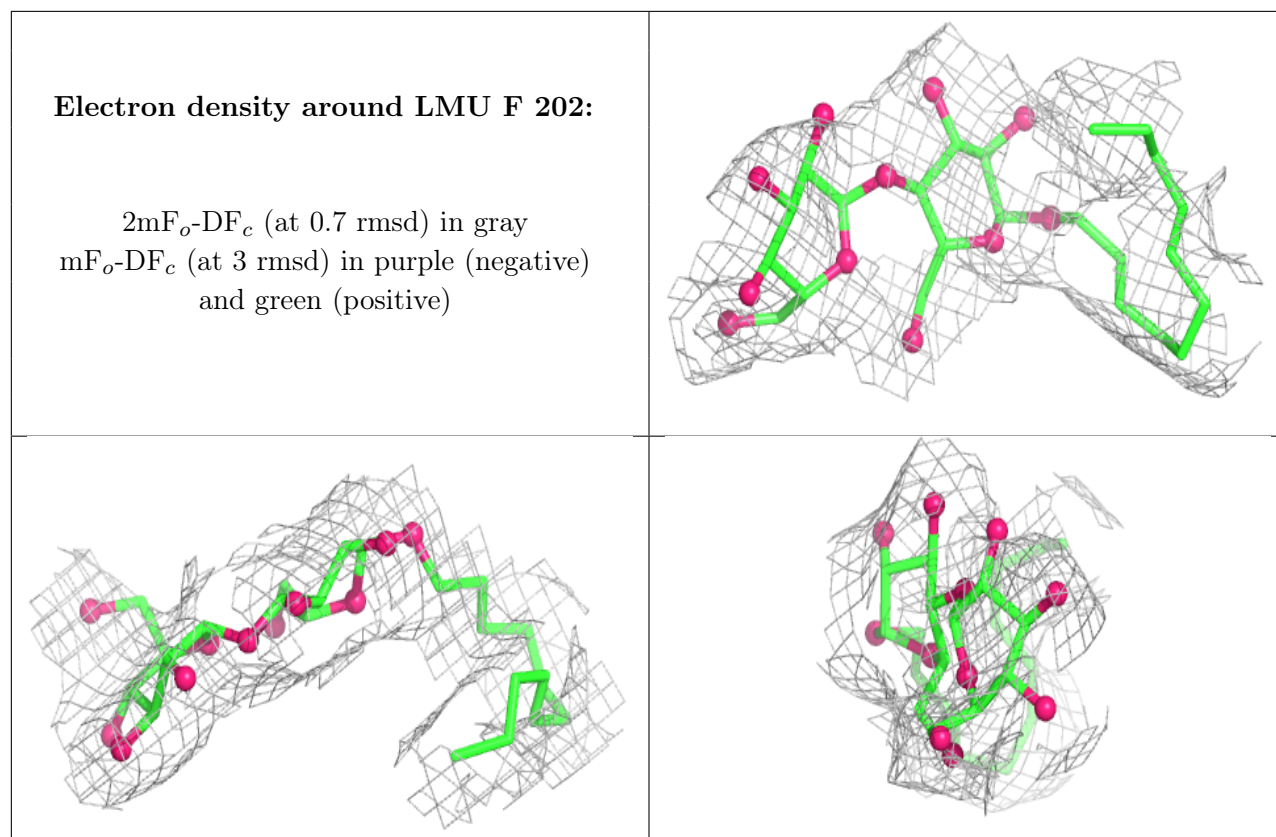 Electron density around LMU F 202:
2mFₒ-DF𝒸 (at 0.7 rmsd) in gray
mFₒ-DF𝒸 (at 3 rmsd) in purple (negative)
and green (positive)